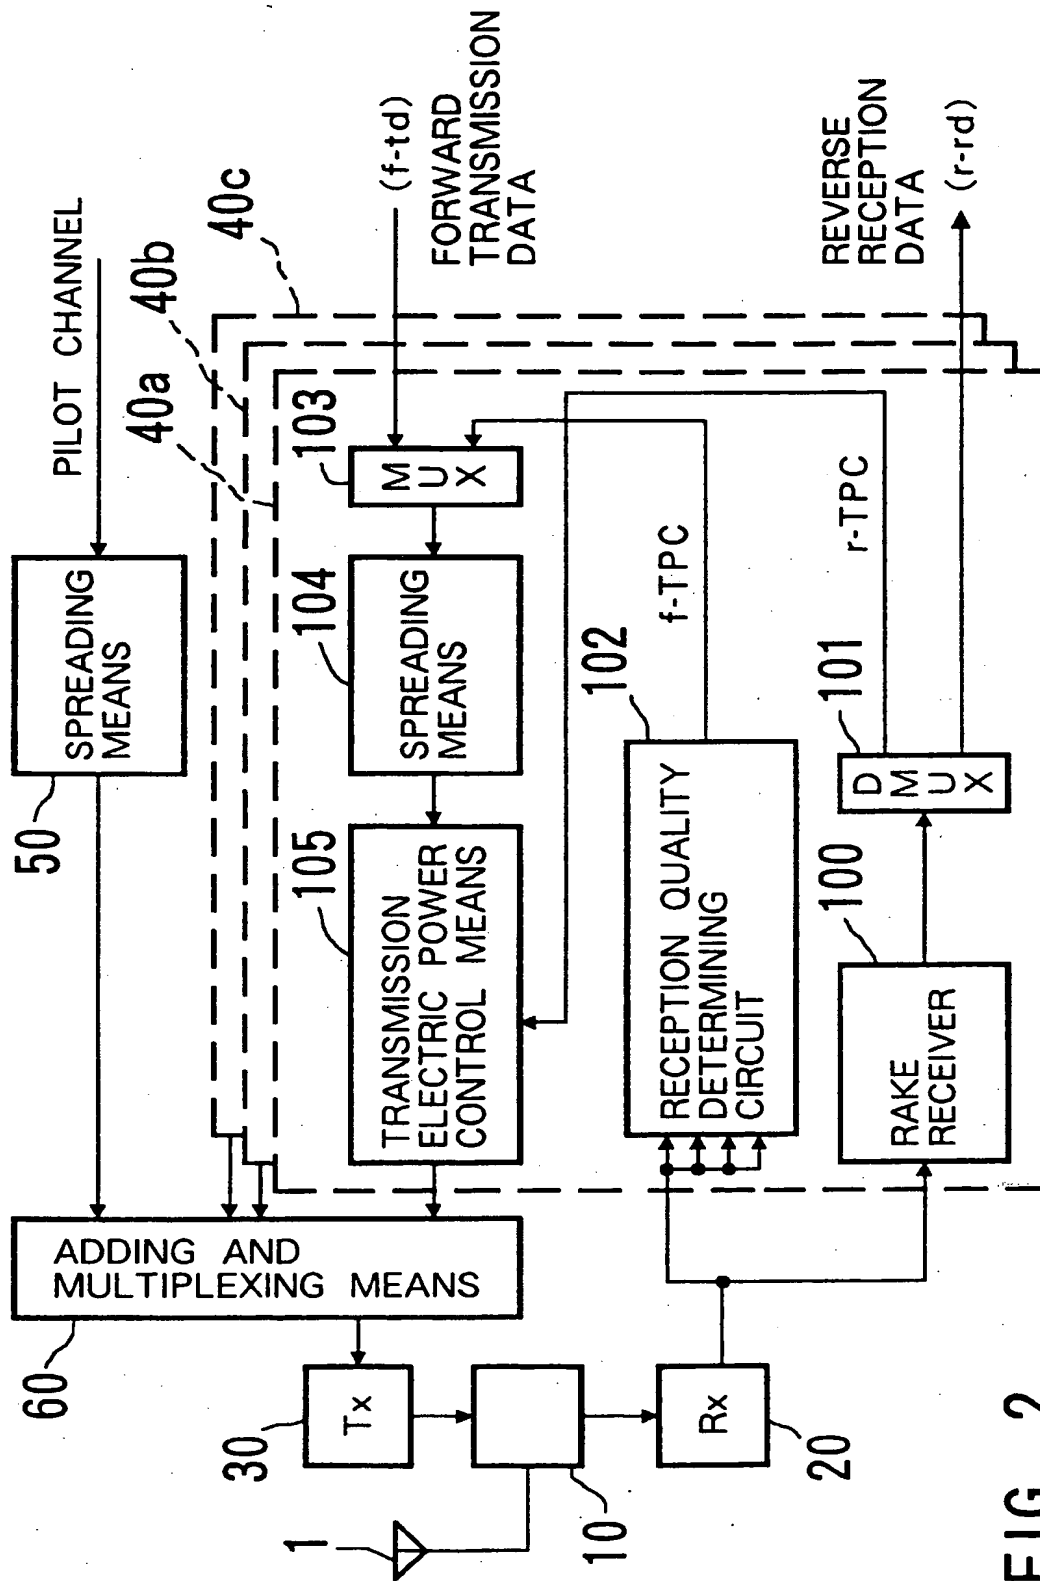 PILOT CHANNEL
50
SPREADING
MEANS
40a
40b
40c
60
ADDING AND
MULTIPLEXING MEANS
105
TRANSMISSION
ELECTRIC POWER
CONTROL MEANS
104
SPREADING
MEANS
103
MUX
(f-td)
FORWARD
TRANSMISSION
DATA
30
Tx
1
10
20
Rx
102
RECEPTION QUALITY
DETERMINING
CIRCUIT
f-TPC
r-TPC
100
RAKE
RECEIVER
101
DMUX
REVERSE
RECEPTION
DATA
(r-rd)
FIG. 2